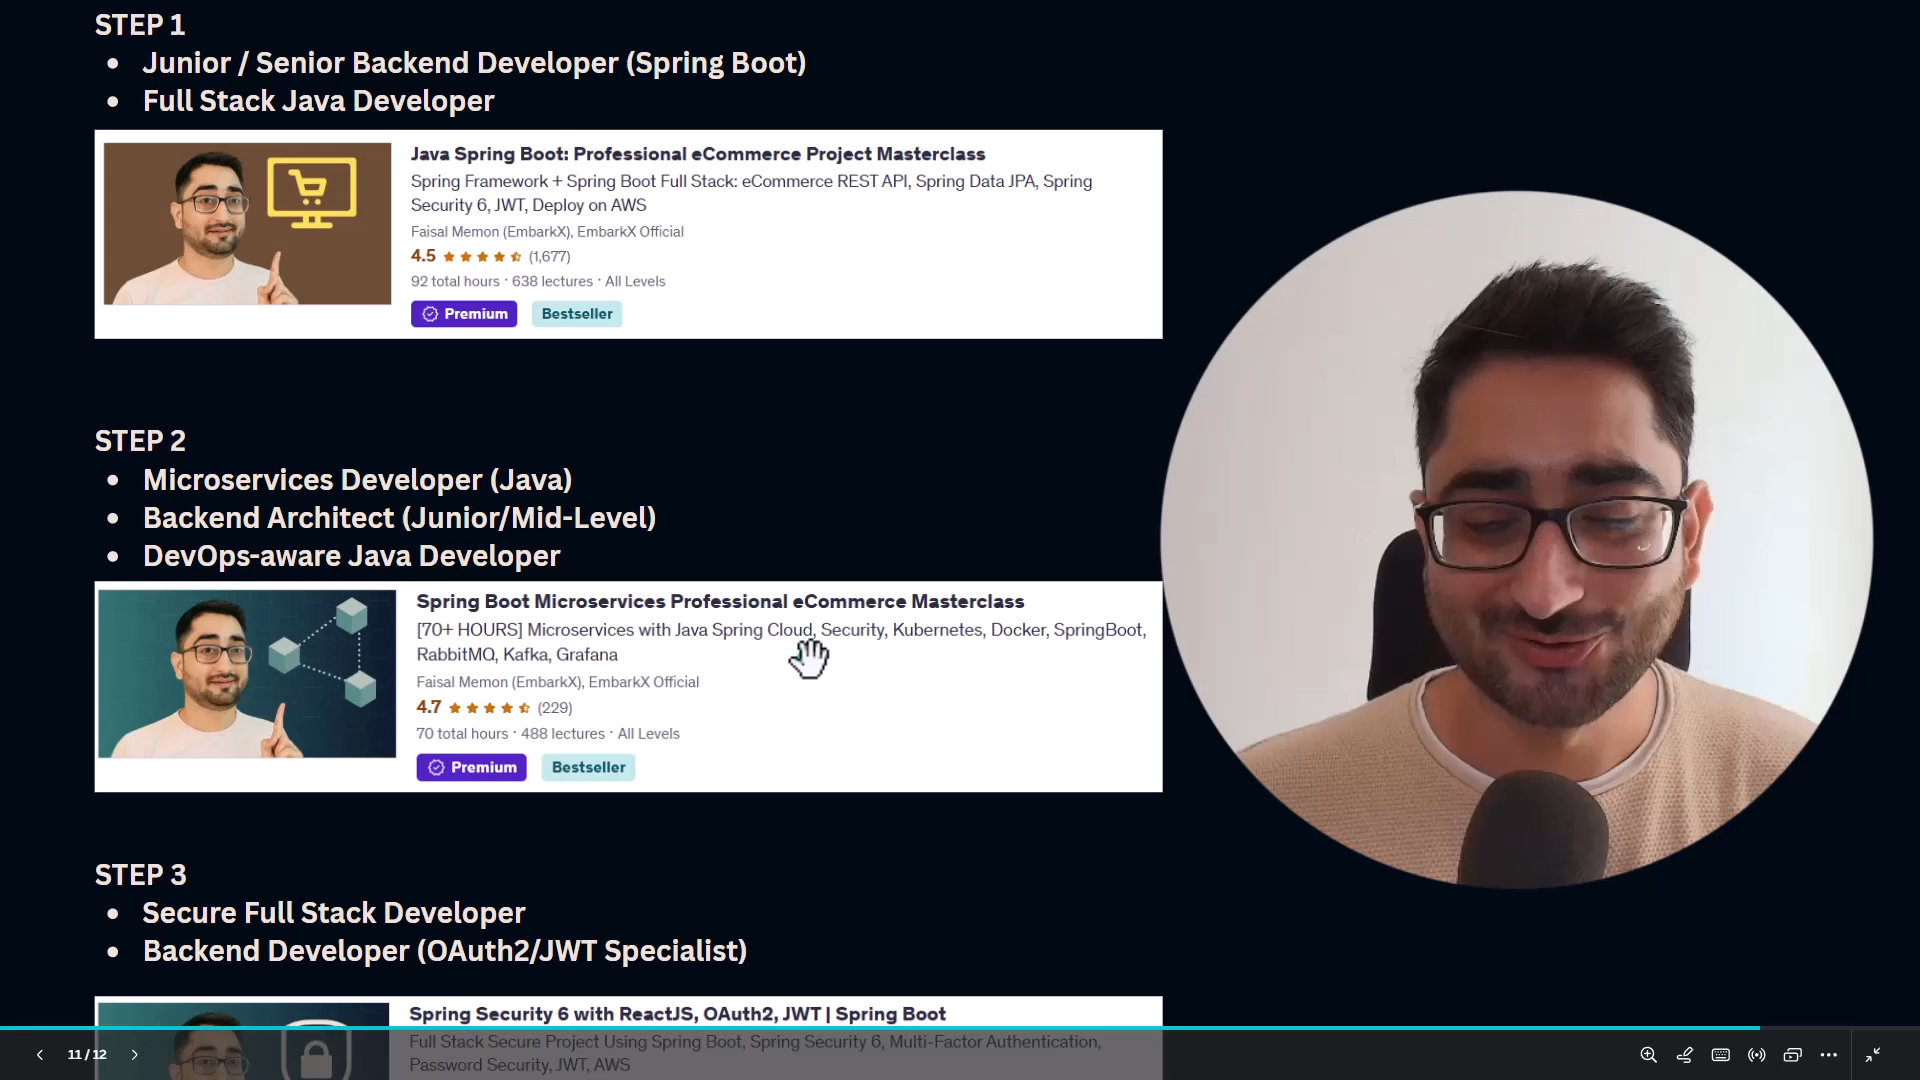 STEP 1
• Junior / Senior Backend Developer (Spring Boot)
• Full Stack Java Developer
Java Spring Boot: Professional eCommerce Project Masterclass
Spring Framework + Spring Boot Full Stack: eCommerce REST API, Spring Data JPA, Spring
Security 6, JWT, Deploy on AWS
Faisal Memon (EmbarkX), EmbarkX Official
4.5 (1,677)
92 total hours · 638 lectures · All Levels
Premium Bestseller
STEP 2
• Microservices Developer (Java)
• Backend Architect (Junior/Mid-Level)
• DevOps-aware Java Developer
Spring Boot Microservices Professional eCommerce Masterclass
[70+ HOURS] Microservices with Java Spring Cloud, Security, Kubernetes, Docker, SpringBoot,
RabbitMQ, Kafka, Grafana
Faisal Memon (EmbarkX), EmbarkX Official
4.7 (229)
70 total hours · 488 lectures · All Levels
Premium Bestseller
STEP 3
• Secure Full Stack Developer
• Backend Developer (OAuth2/JWT Specialist)
Spring Security 6 with ReactJS, OAuth2, JWT | Spring Boot
Full Stack Secure Project Using Spring Boot, Spring Security 6, Multi-Factor Authentication,
Password Security, JWT, AWS
11 / 12